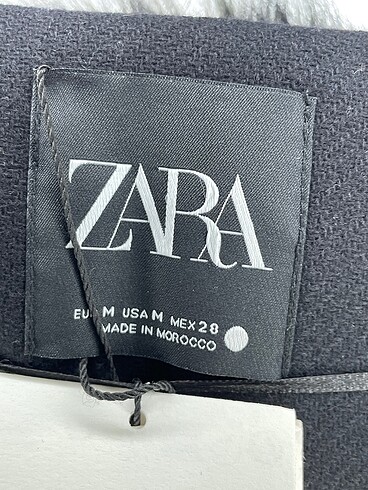 ZARA
EUR M USA M MEX 28
MADE IN MOROCCO